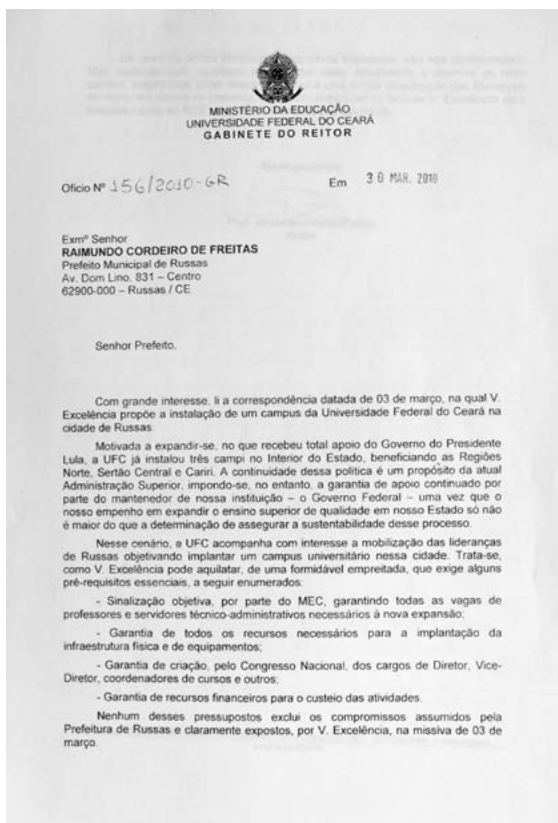 MINISTÉRIO DA EDUCAÇÃO
UNIVERSIDADE FEDERAL DO CEARÁ
GABINETE DO REITOR
Ofício Nº 156/2010-GR
Em 30 MAR. 2010
Exmº Senhor
RAIMUNDO CORDEIRO DE FREITAS
Prefeito Municipal de Russas
Av. Dom Lino, 831 – Centro
62900-000 – Russas / CE
Senhor Prefeito,
Com grande interesse, li a correspondência datada de 03 de março, na qual V.
Excelência propõe a instalação de um campus da Universidade Federal do Ceará na
cidade de Russas.
Motivada a expandir-se, no que recebeu total apoio do Governo do Presidente
Lula, a UFC já instalou três campi no Interior do Estado, beneficiando as Regiões
Norte, Sertão Central e Cariri. A continuidade dessa política é um propósito da atual
Administração Superior, impondo-se, no entanto, a garantia de apoio continuado por
parte do mantenedor de nossa instituição – o Governo Federal – uma vez que o
nosso empenho em expandir o ensino superior de qualidade em nosso Estado só não
é maior do que a determinação de assegurar a sustentabilidade desse processo.
Nesse cenário, a UFC acompanha com interesse a mobilização das lideranças
de Russas objetivando implantar um campus universitário nessa cidade. Trata-se,
como V. Excelência pode aquilatar, de uma formidável empreitada, que exige alguns
pré-requisitos essenciais, a seguir enumerados:
- Sinalização objetiva, por parte do MEC, garantindo todas as vagas de
professores e servidores técnico-administrativos necessários à nova expansão;
- Garantia de todos os recursos necessários para a implantação da
infraestrutura física e de equipamentos;
- Garantia de criação, pelo Congresso Nacional, dos cargos de Diretor, Vice-
Diretor, coordenadores de cursos e outros;
- Garantia de recursos financeiros para o custeio das atividades.
Nenhum desses pressupostos exclui os compromissos assumidos pela
Prefeitura de Russas e claramente expostos, por V. Excelência, na missiva de 03 de
março.